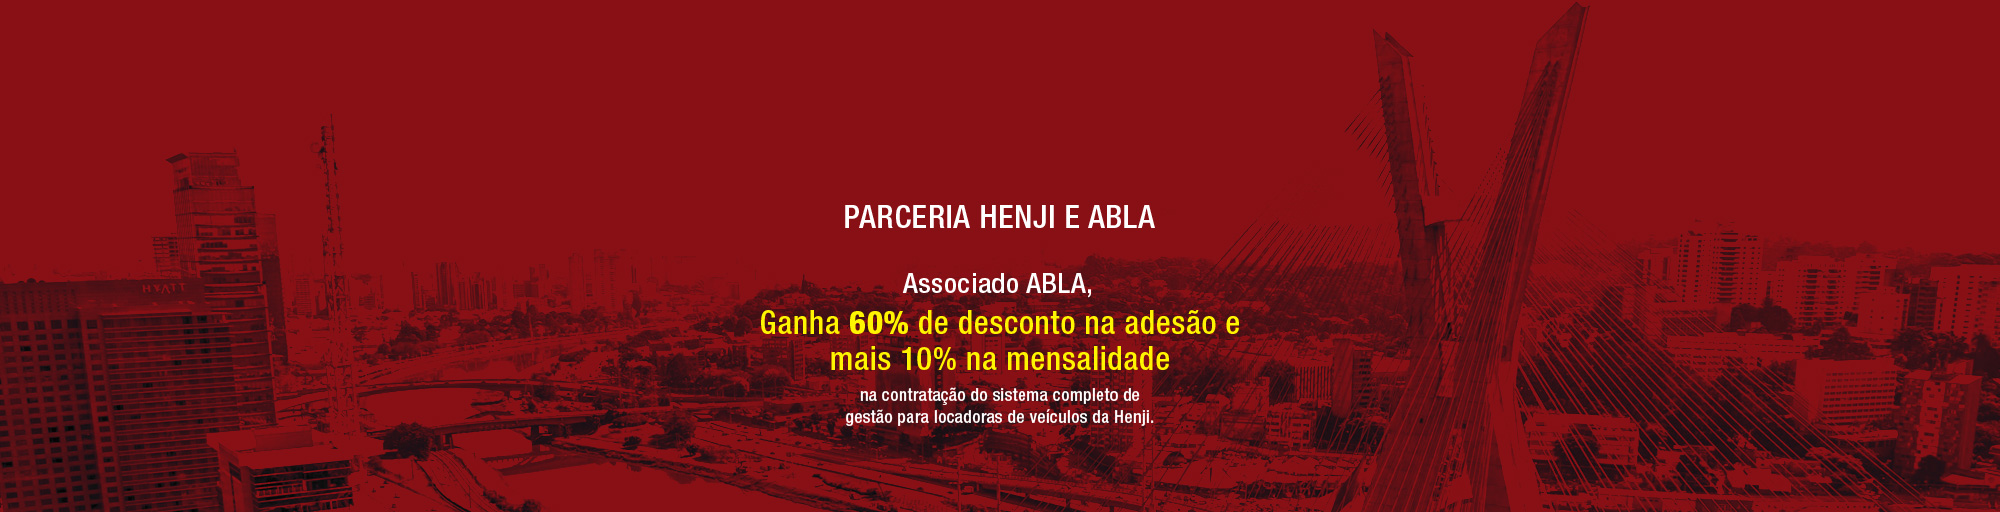 PARCERIA HENJI E ABLA
Associado ABLA,
Ganha 60% de desconto na adesão e
mais 10% na mensalidade
na contratação do sistema completo de
gestão para locadoras de veículos da Henji.
HYATT